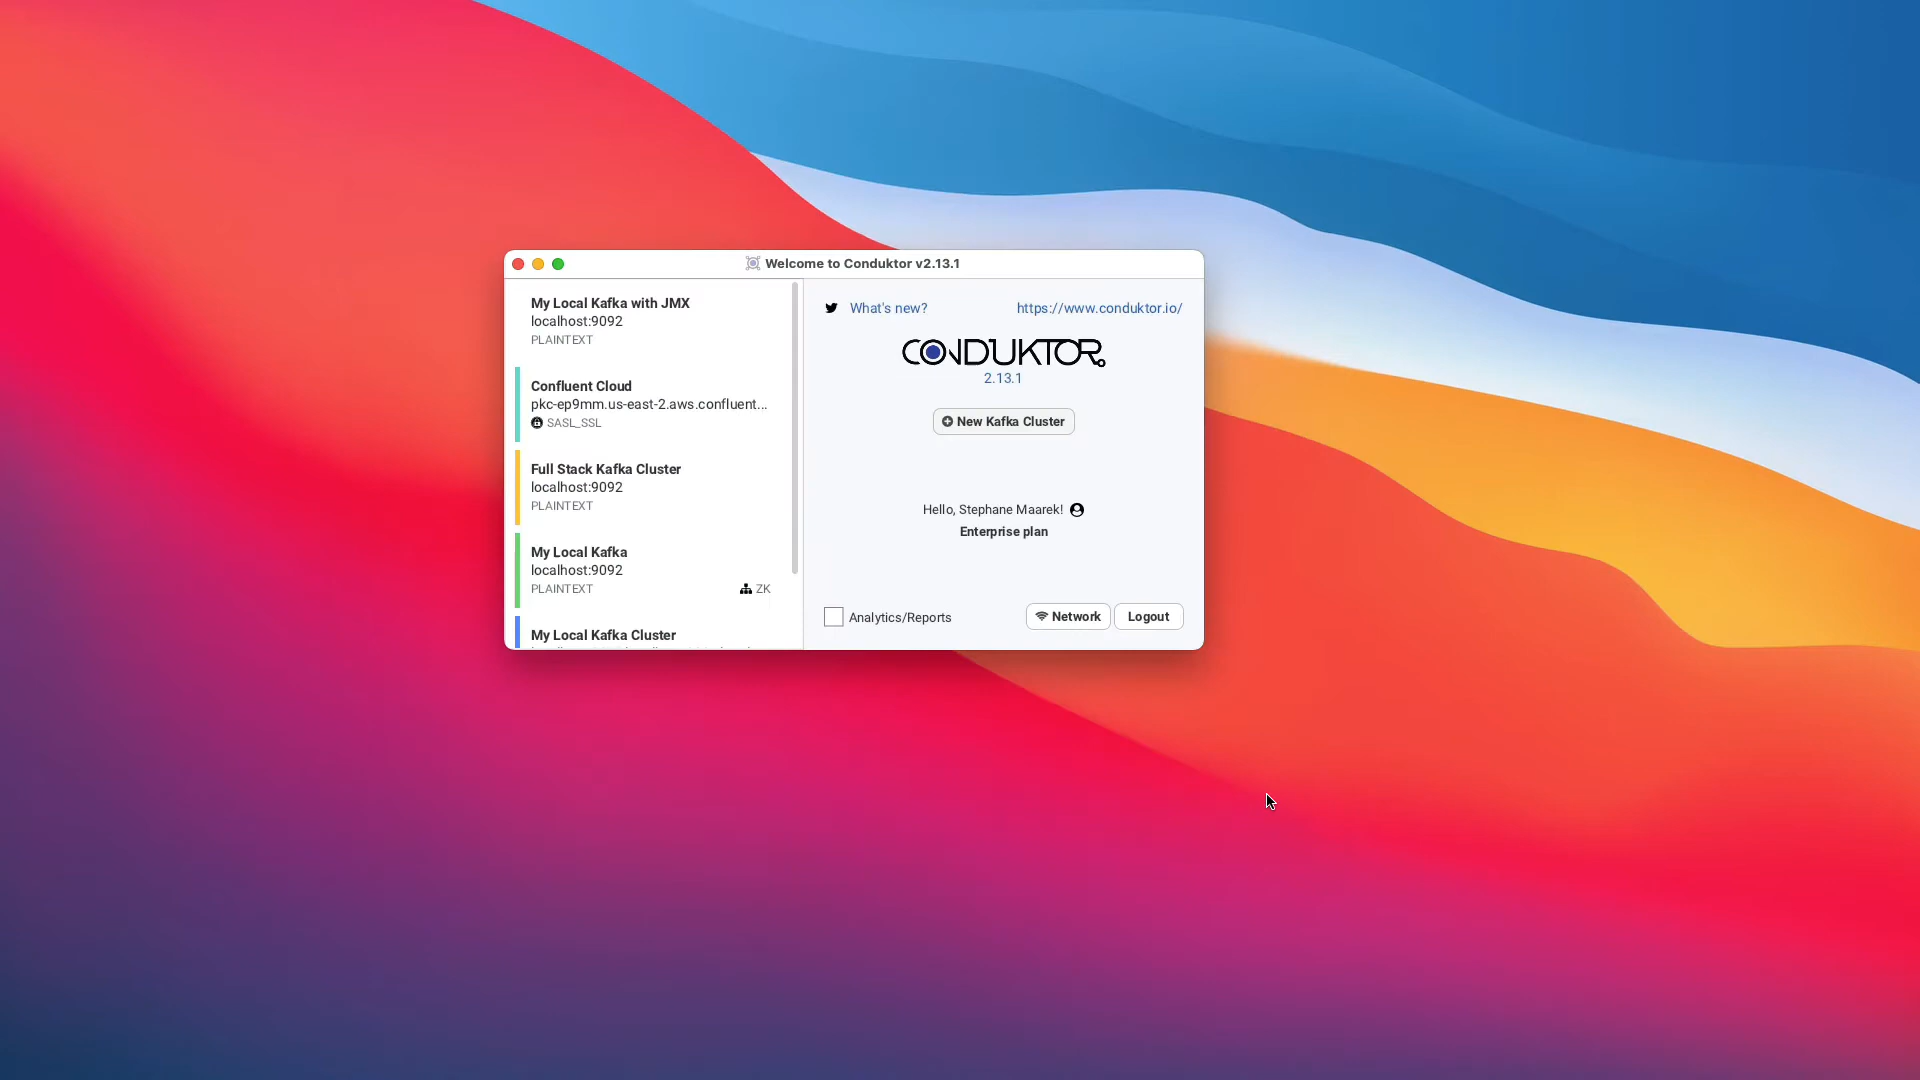 Welcome to Conduktor v2.13.1
My Local Kafka with JMX
localhost:9092
PLAINTEXT
Confluent Cloud
pkc-ep9mm.us-east-2.aws.confluent...
SASL_SSL
Full Stack Kafka Cluster
localhost:9092
PLAINTEXT
My Local Kafka
localhost:9092
PLAINTEXT
ZK
My Local Kafka Cluster
What's new?
https://www.conduktor.io/
CONDUKTOR
2.13.1
New Kafka Cluster
Hello, Stephane Maarek!
Enterprise plan
Analytics/Reports
Network
Logout